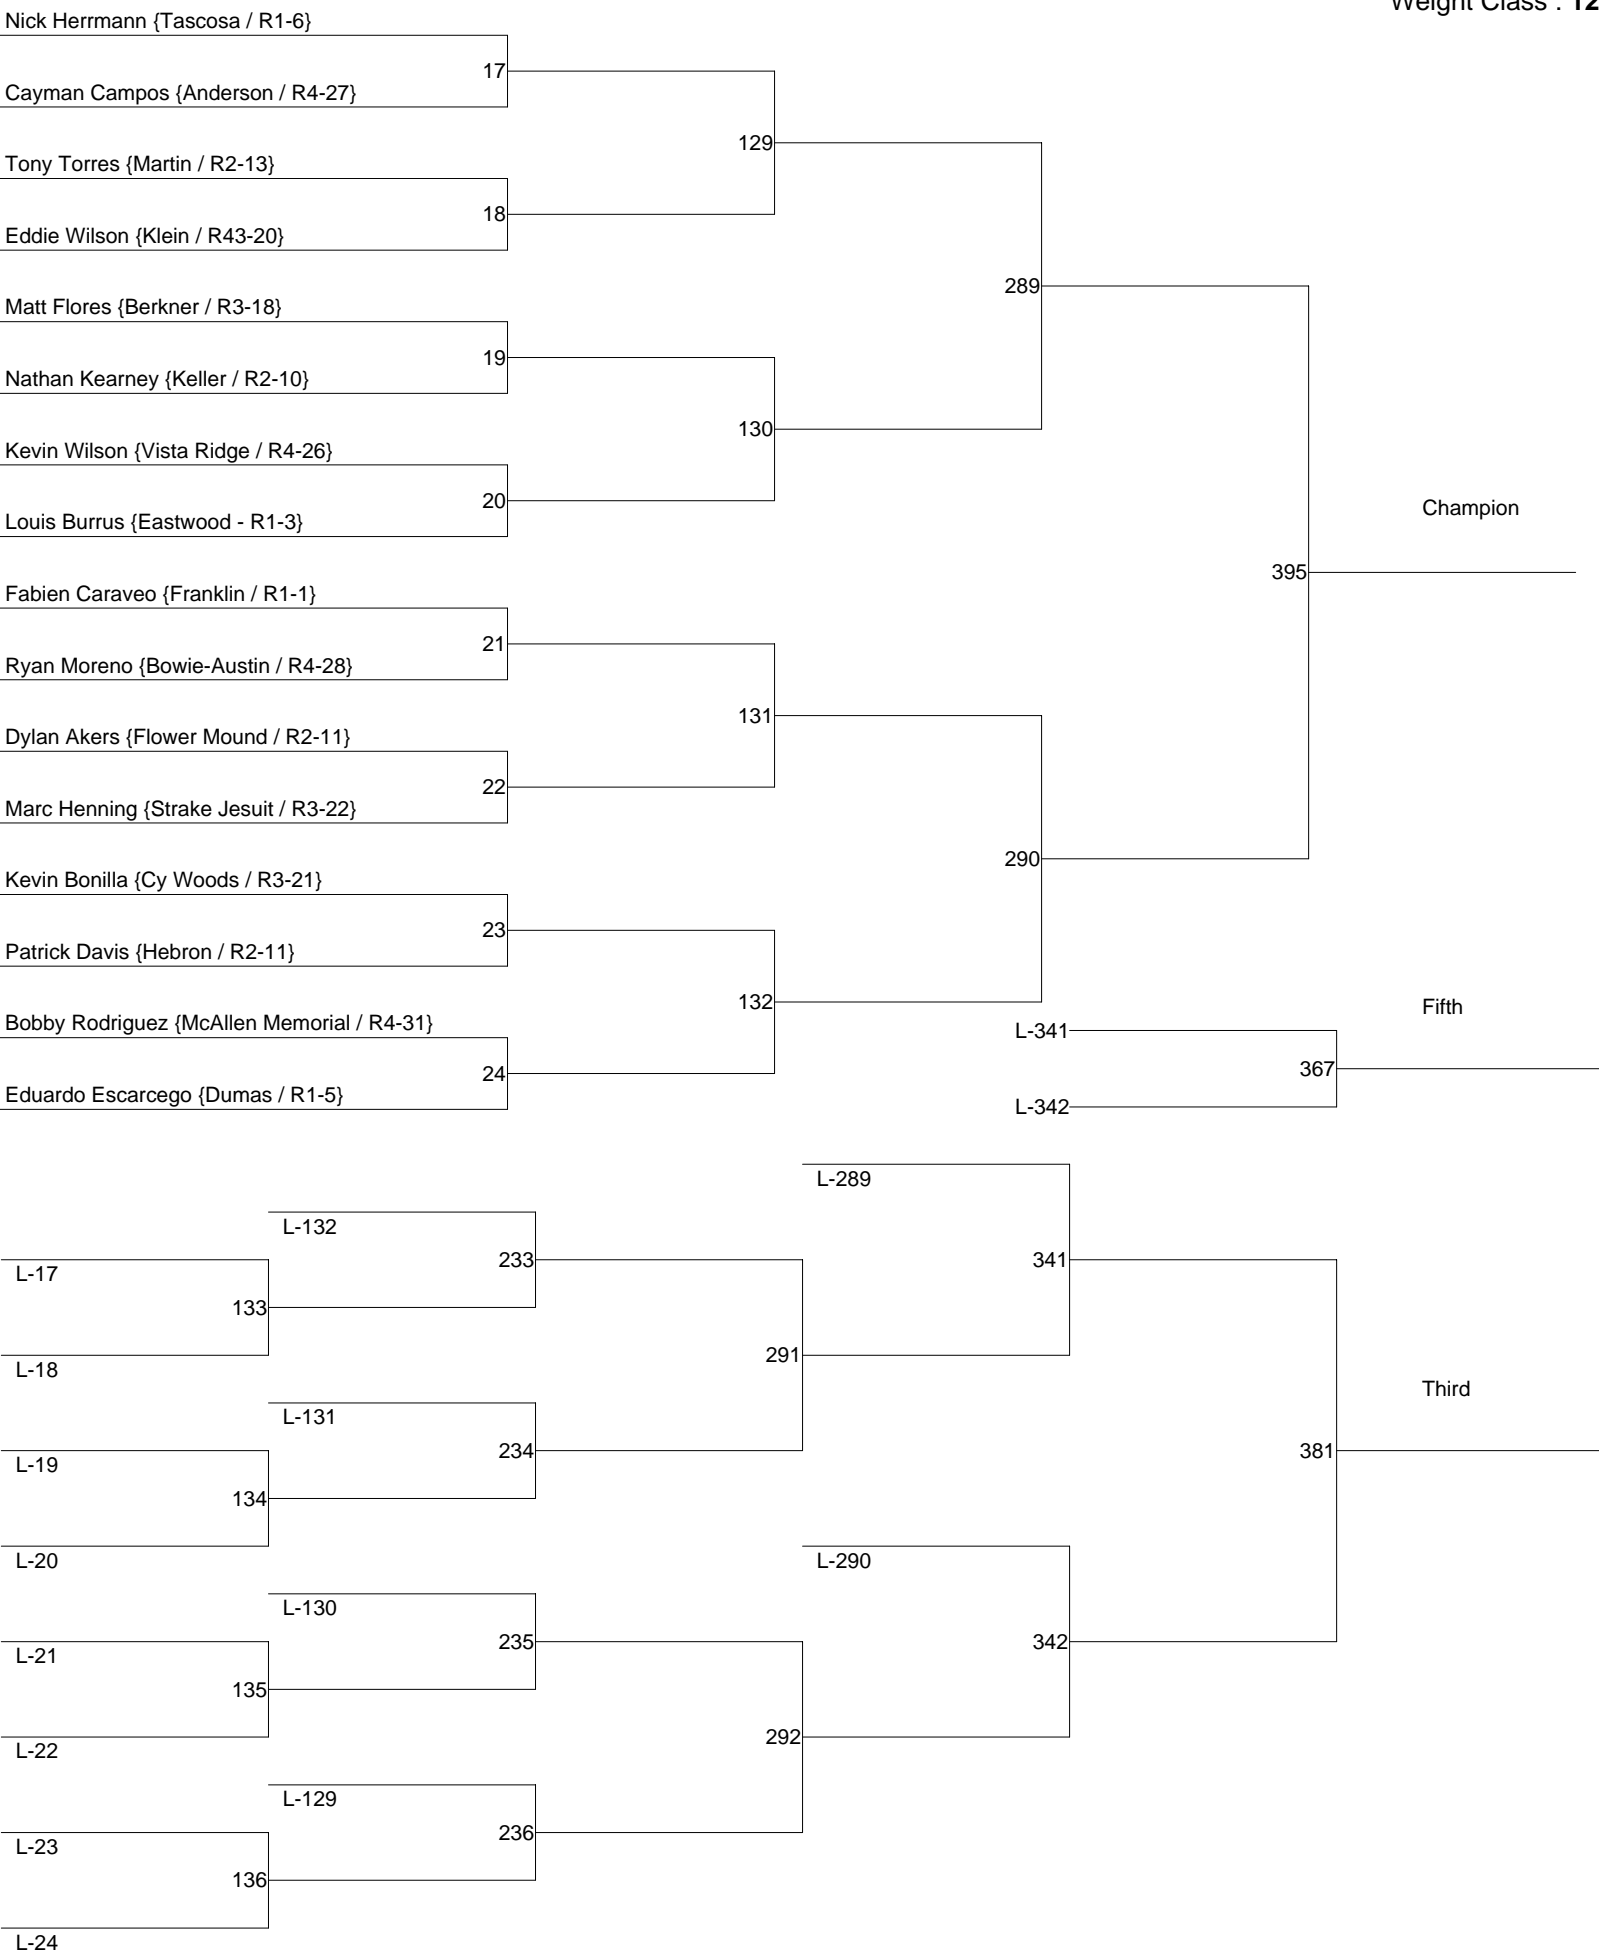 Weight Class : 12
Nick Herrmann {Tascosa / R1-6}
17
Cayman Campos {Anderson / R4-27}
129
Tony Torres {Martin / R2-13}
18
Eddie Wilson {Klein / R43-20}
289
Matt Flores {Berkner / R3-18}
19
Nathan Kearney {Keller / R2-10}
130
Kevin Wilson {Vista Ridge / R4-26}
20
Champion
Louis Burrus {Eastwood - R1-3}
395
Fabien Caraveo {Franklin / R1-1}
21
Ryan Moreno {Bowie-Austin / R4-28}
131
Dylan Akers {Flower Mound / R2-11}
22
Marc Henning {Strake Jesuit / R3-22}
290
Kevin Bonilla {Cy Woods / R3-21}
23
Patrick Davis {Hebron / R2-11}
132
Fifth
Bobby Rodriguez {McAllen Memorial / R4-31}
L-341
367
24
Eduardo Escarcego {Dumas / R1-5}
L-342
L-289
L-132
233
341
L-17
133
291
L-18
Third
L-131
234
381
L-19
134
L-20
L-290
L-130
235
342
L-21
135
292
L-22
L-129
236
L-23
136
L-24